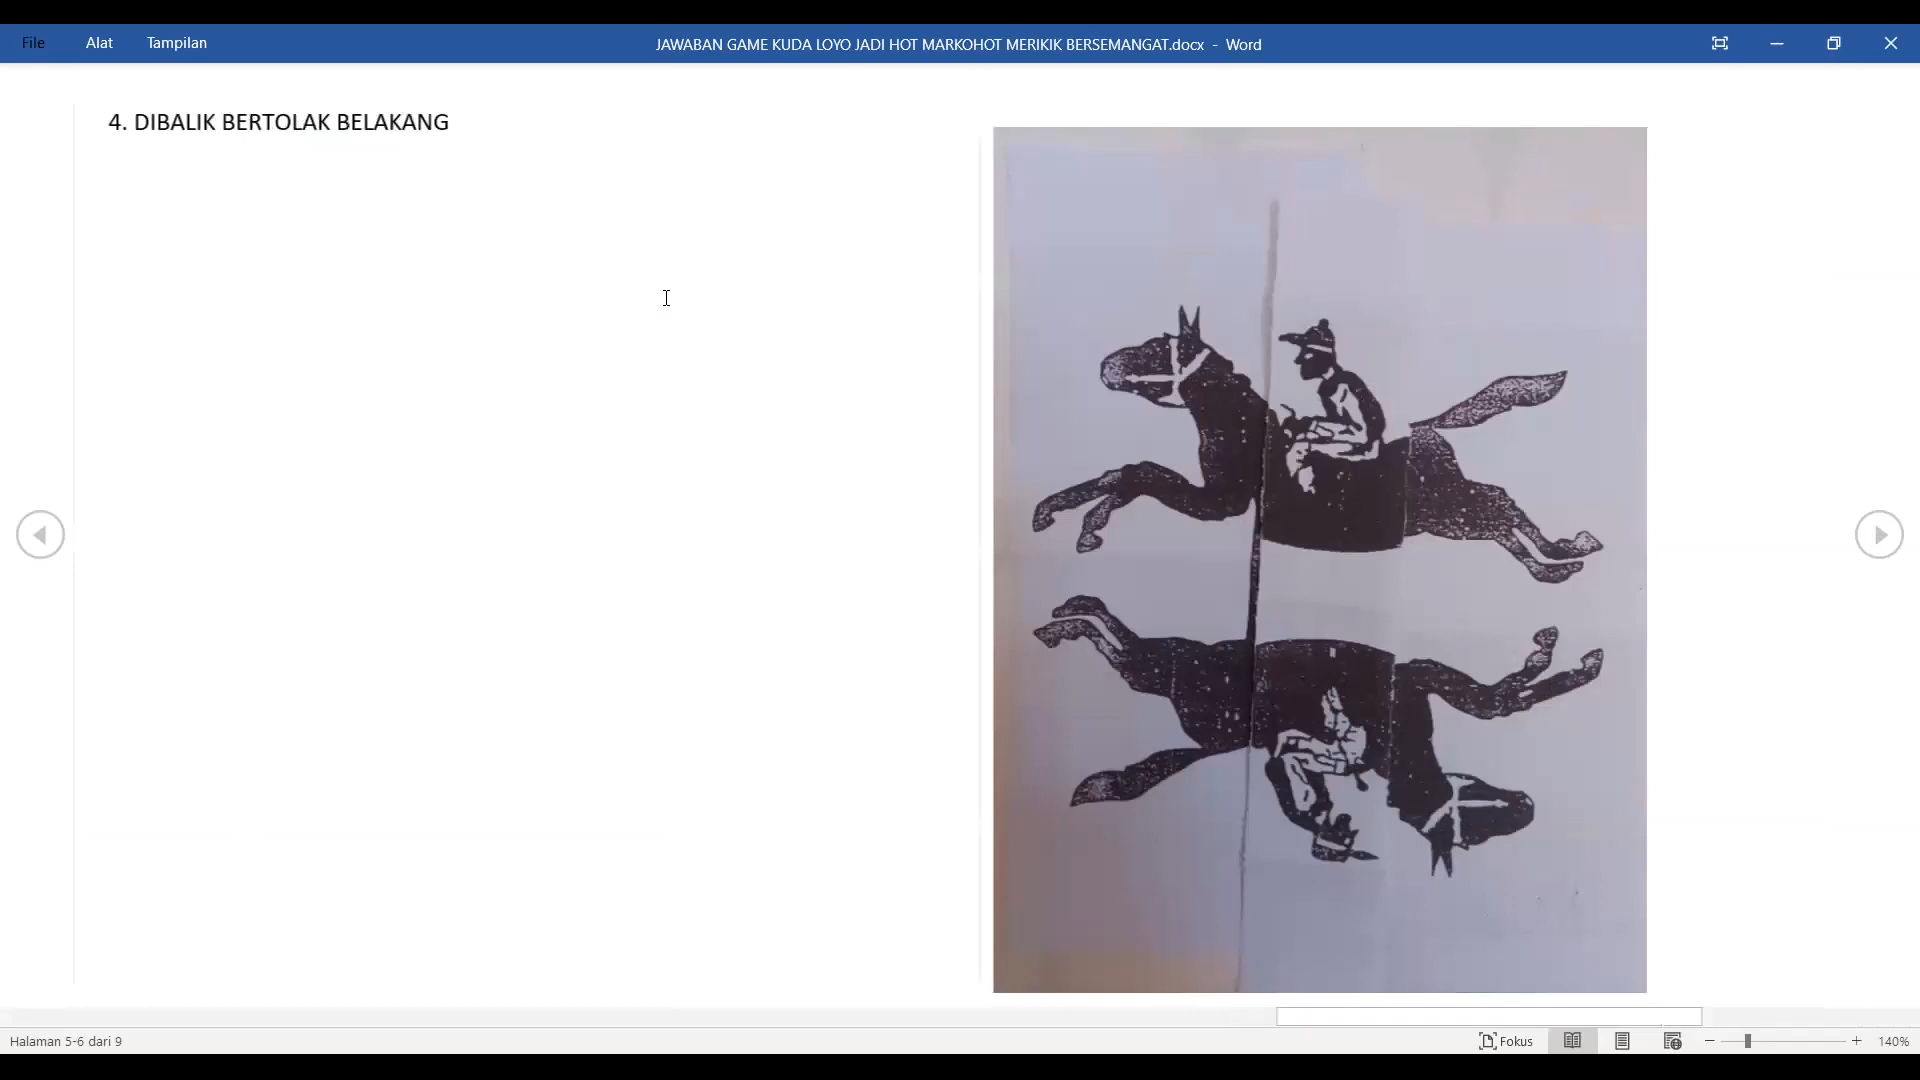 File Alat Tampilan JAWABAN GAME KUDA LOYO JADI HOT MARKOHOT MERIKIK BERSEMANGAT.docx - Word
4. DIBALIK BERTOLAK BELAKANG
Halaman 5-6 dari 9 Fokus 140%